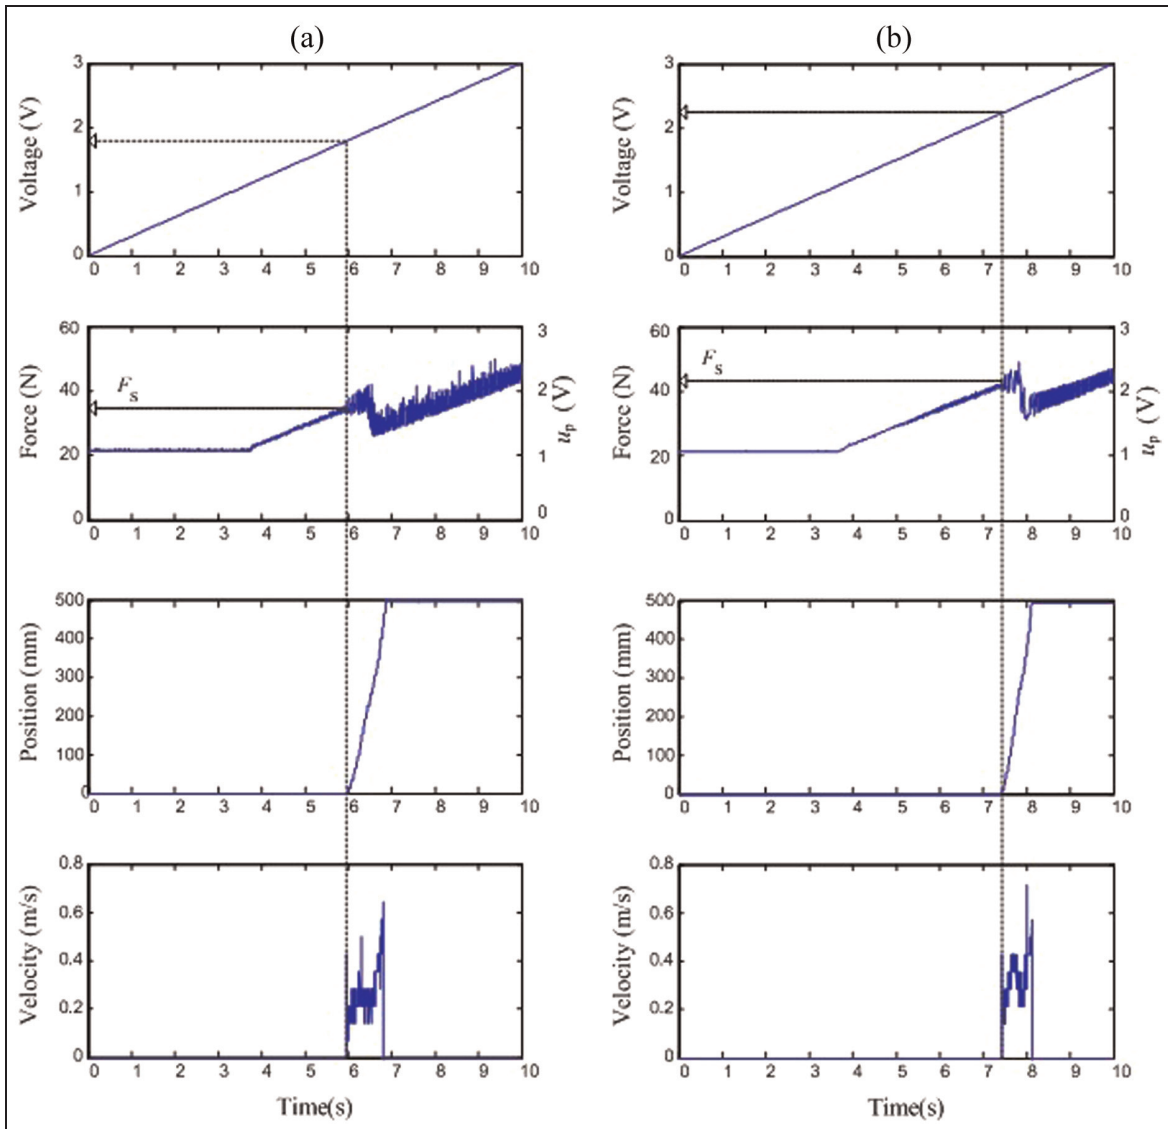 (a) (b)
Voltage (V)
3
2
1
0
0 1 2 3 4 5 6 7 8 9 10
Voltage (V)
3
2
1
0
0 1 2 3 4 5 6 7 8 9 10
Force (N)
60
40
20
0
Fs
3
2
1
0
up (V)
0 1 2 3 4 5 6 7 8 9 10
Force (N)
60
40
20
0
Fs
3
2
1
0
up (V)
0 1 2 3 4 5 6 7 8 9 10
Position (mm)
500
400
300
200
100
0
0 1 2 3 4 5 6 7 8 9 10
Position (mm)
500
400
300
200
100
0
0 1 2 3 4 5 6 7 8 9 10
Velocity (m/s)
0.8
0.6
0.4
0.2
0
0 1 2 3 4 5 6 7 8 9 10
Time(s)
Velocity (m/s)
0.8
0.6
0.4
0.2
0
0 1 2 3 4 5 6 7 8 9 10
Time(s)